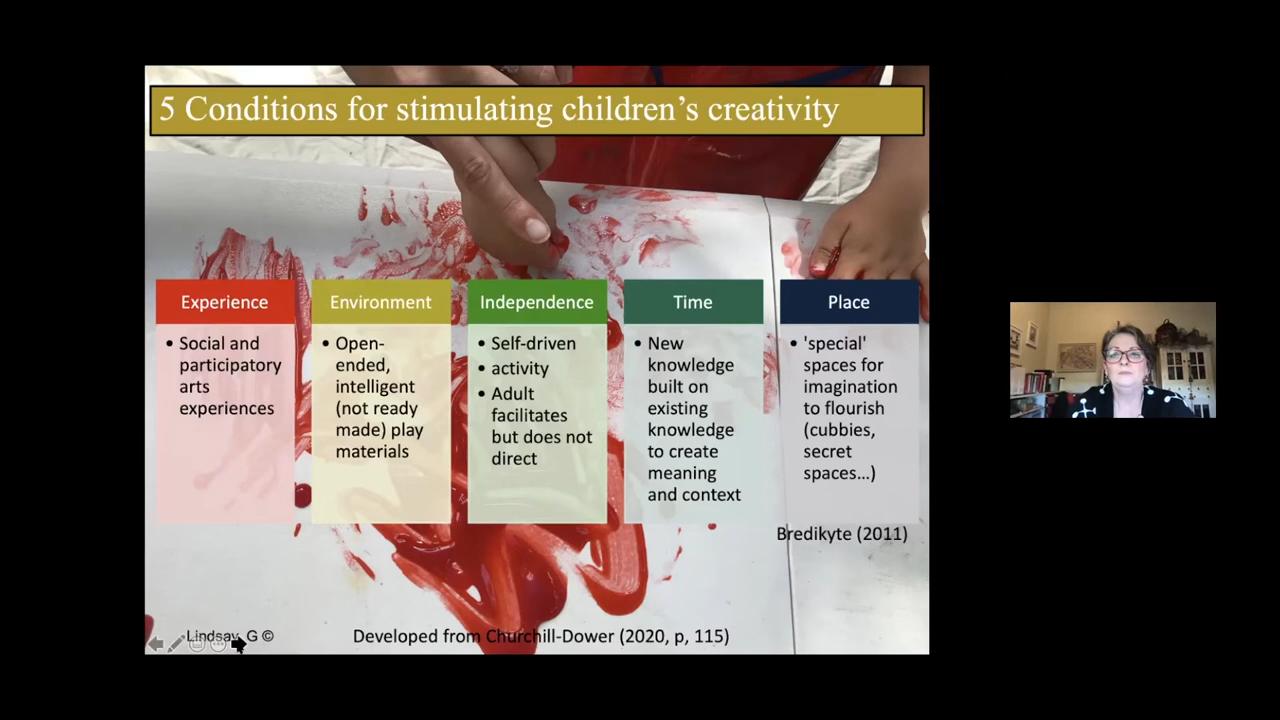 5 Conditions for stimulating children's creativity
Experience
• Social and
participatory
arts
experiences
Environment
• Open-
ended,
intelligent
(not ready
made) play
materials
Independence
• Self-driven
• activity
• Adult
facilitates
but does not
direct
Time
• New
knowledge
built on
existing
knowledge
to create
meaning
and context
Place
• 'special'
spaces for
imagination
to flourish
(cubbies,
secret
spaces…)
Bredikyte (2011)
Lindsay, G ©
Developed from Churchill-Dower (2020, p, 115)